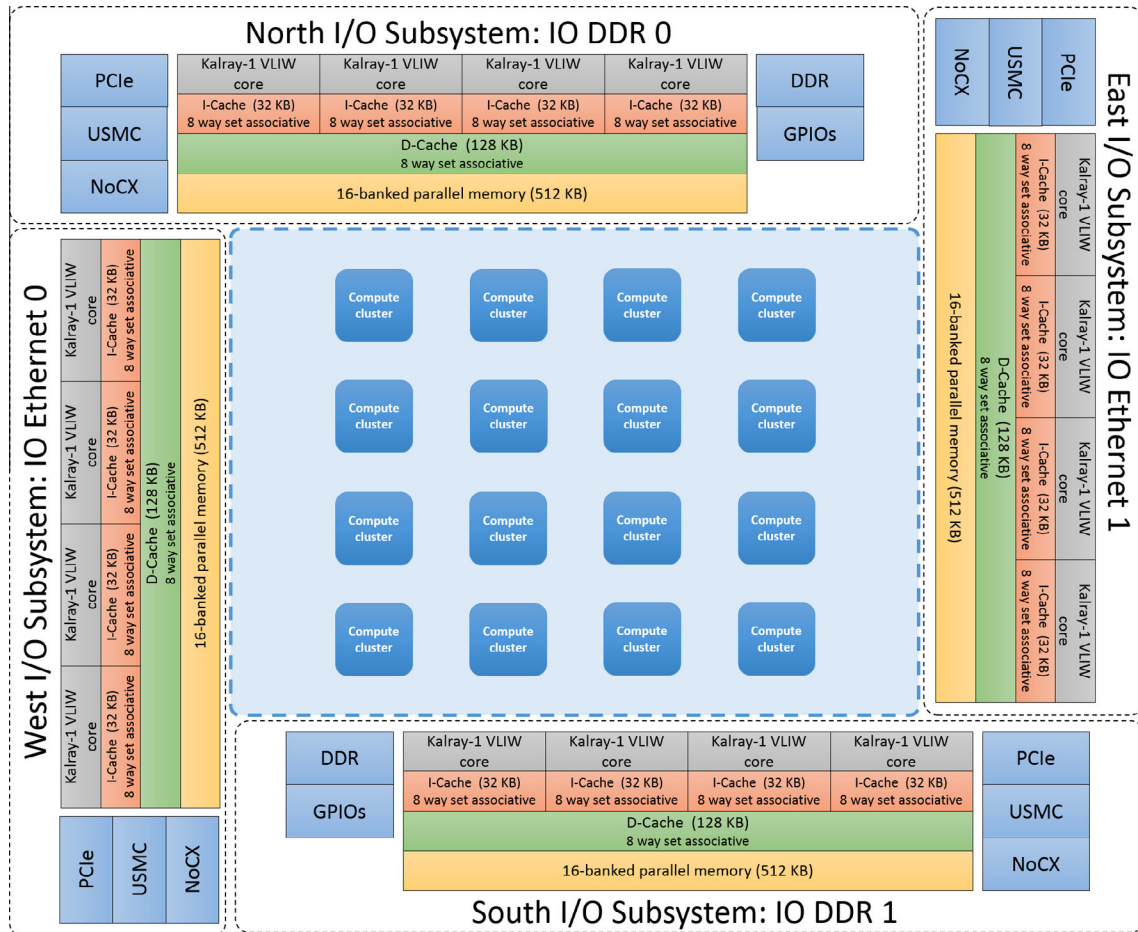 North I/O Subsystem: IO DDR 0
PCIe
USMC
NoCX
Kalray-1 VLIW
core
Kalray-1 VLIW
core
Kalray-1 VLIW
core
Kalray-1 VLIW
core
I-Cache (32 KB)
8 way set associative
I-Cache (32 KB)
8 way set associative
I-Cache (32 KB)
8 way set associative
I-Cache (32 KB)
8 way set associative
D-Cache (128 KB)
8 way set associative
16-banked parallel memory (512 KB)
DDR
GPIOs
East I/O Subsystem: IO Ethernet 1
NoCX
USMC
PCIe
Kalray-1 VLIW
core
Kalray-1 VLIW
core
Kalray-1 VLIW
core
Kalray-1 VLIW
core
I-Cache (32 KB)
8 way set associative
I-Cache (32 KB)
8 way set associative
I-Cache (32 KB)
8 way set associative
I-Cache (32 KB)
8 way set associative
D-Cache (128 KB)
8 way set associative
16-banked parallel memory (512 KB)
West I/O Subsystem: IO Ethernet 0
Kalray-1 VLIW
core
Kalray-1 VLIW
core
Kalray-1 VLIW
core
Kalray-1 VLIW
core
I-Cache (32 KB)
8 way set associative
I-Cache (32 KB)
8 way set associative
I-Cache (32 KB)
8 way set associative
I-Cache (32 KB)
8 way set associative
D-Cache (128 KB)
8 way set associative
16-banked parallel memory (512 KB)
PCIe
USMC
NoCX
Compute
cluster
Compute
cluster
Compute
cluster
Compute
cluster
Compute
cluster
Compute
cluster
Compute
cluster
Compute
cluster
Compute
cluster
Compute
cluster
Compute
cluster
Compute
cluster
Compute
cluster
Compute
cluster
Compute
cluster
Compute
cluster
DDR
GPIOs
Kalray-1 VLIW
core
Kalray-1 VLIW
core
Kalray-1 VLIW
core
Kalray-1 VLIW
core
I-Cache (32 KB)
8 way set associative
I-Cache (32 KB)
8 way set associative
I-Cache (32 KB)
8 way set associative
I-Cache (32 KB)
8 way set associative
D-Cache (128 KB)
8 way set associative
16-banked parallel memory (512 KB)
PCIe
USMC
NoCX
South I/O Subsystem: IO DDR 1